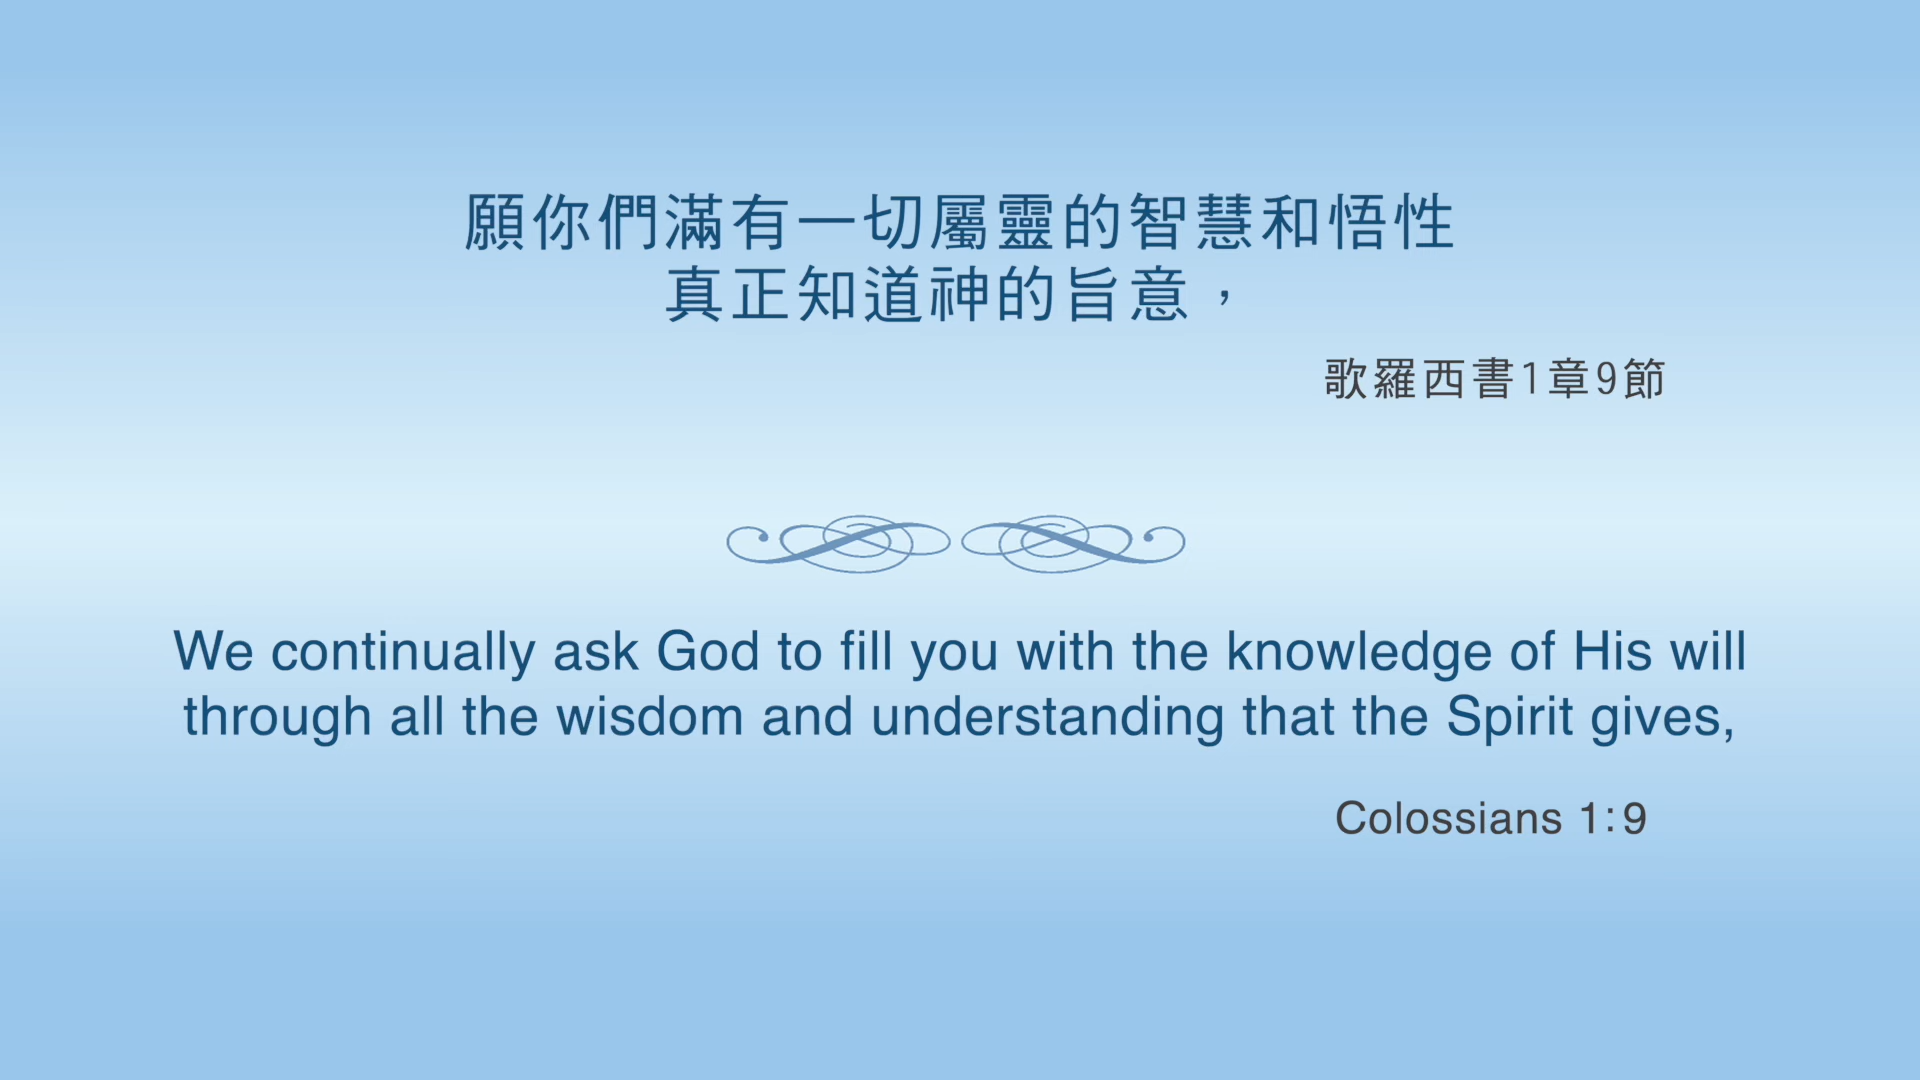 願你們滿有一切屬靈的智慧和悟性
真正知道神的旨意，
歌羅西書1章9節
We continually ask God to fill you with the knowledge of His will
through all the wisdom and understanding that the Spirit gives,
Colossians 1:9